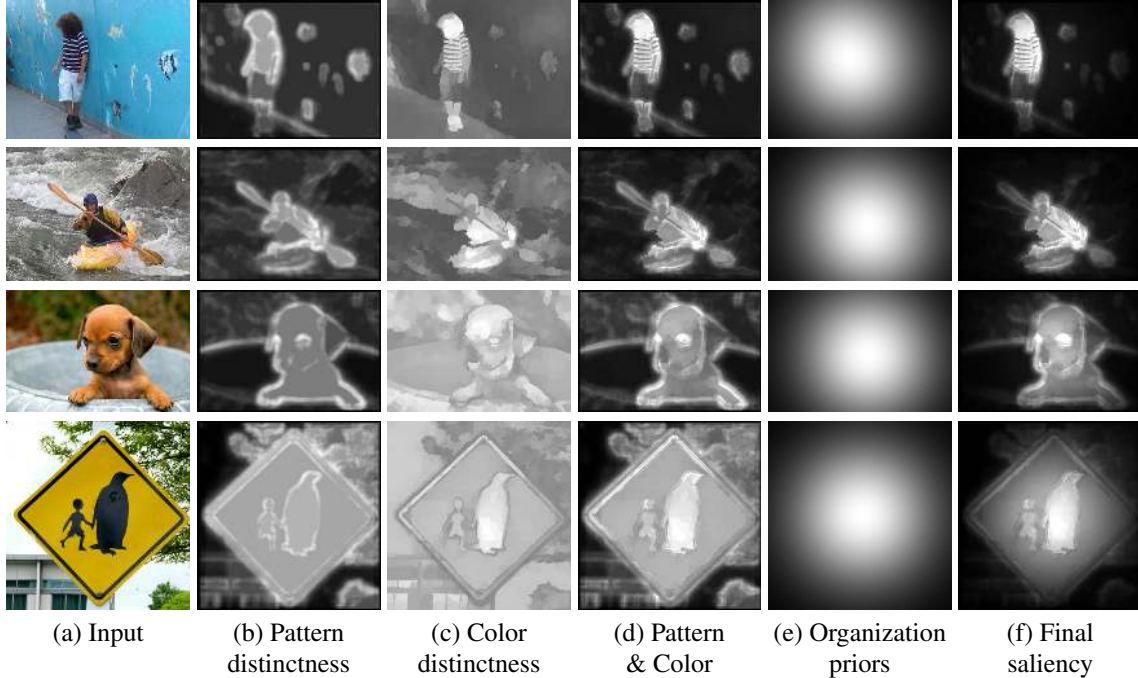 (a) Input
(b) Pattern
distinctness
(c) Color
distinctness
(d) Pattern
& Color
(e) Organization
priors
(f) Final
saliency